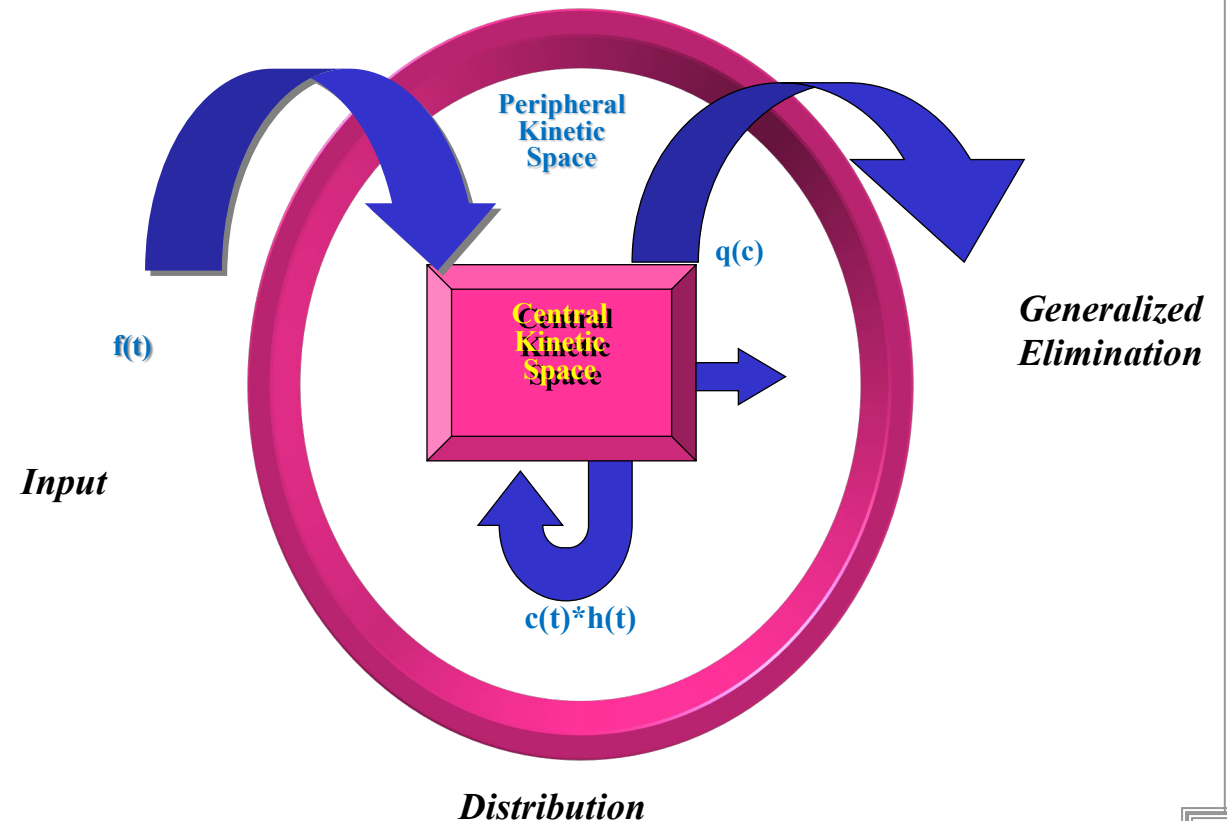 Peripheral
Kinetic
Space
q(c)
Generalized
Elimination
Central
Kinetic
Space
f(t)
Input
c(t)*h(t)
Distribution